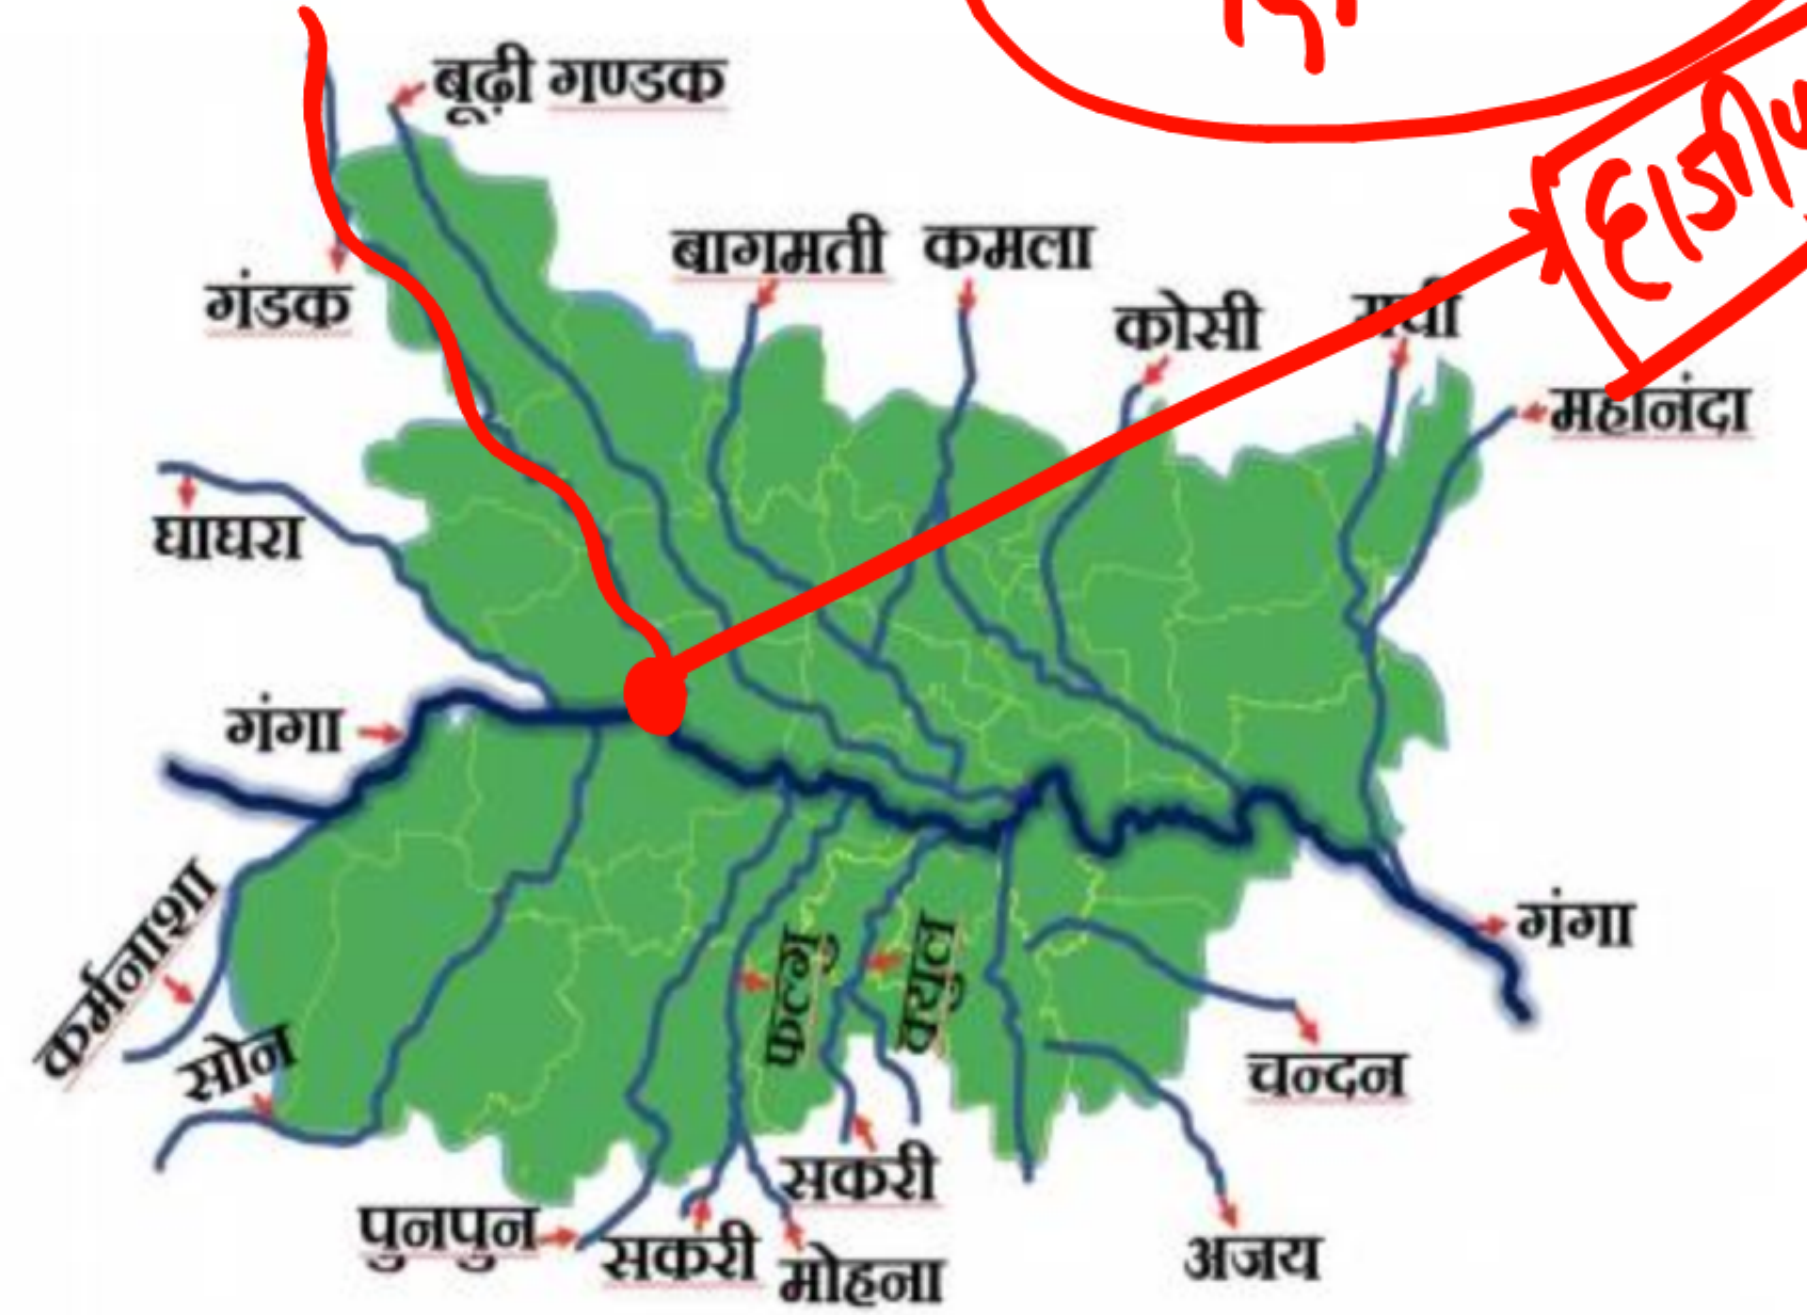 बूढ़ी गण्डक
बागमती
कमला
गंडक
कोसी
महानंदा
घाघरा
गंगा
गंगा
कर्मनाशा
सोन
फल्गु
क्युल
चन्दन
सकरी
पुनपुन
सकरी
मोहना
अजय